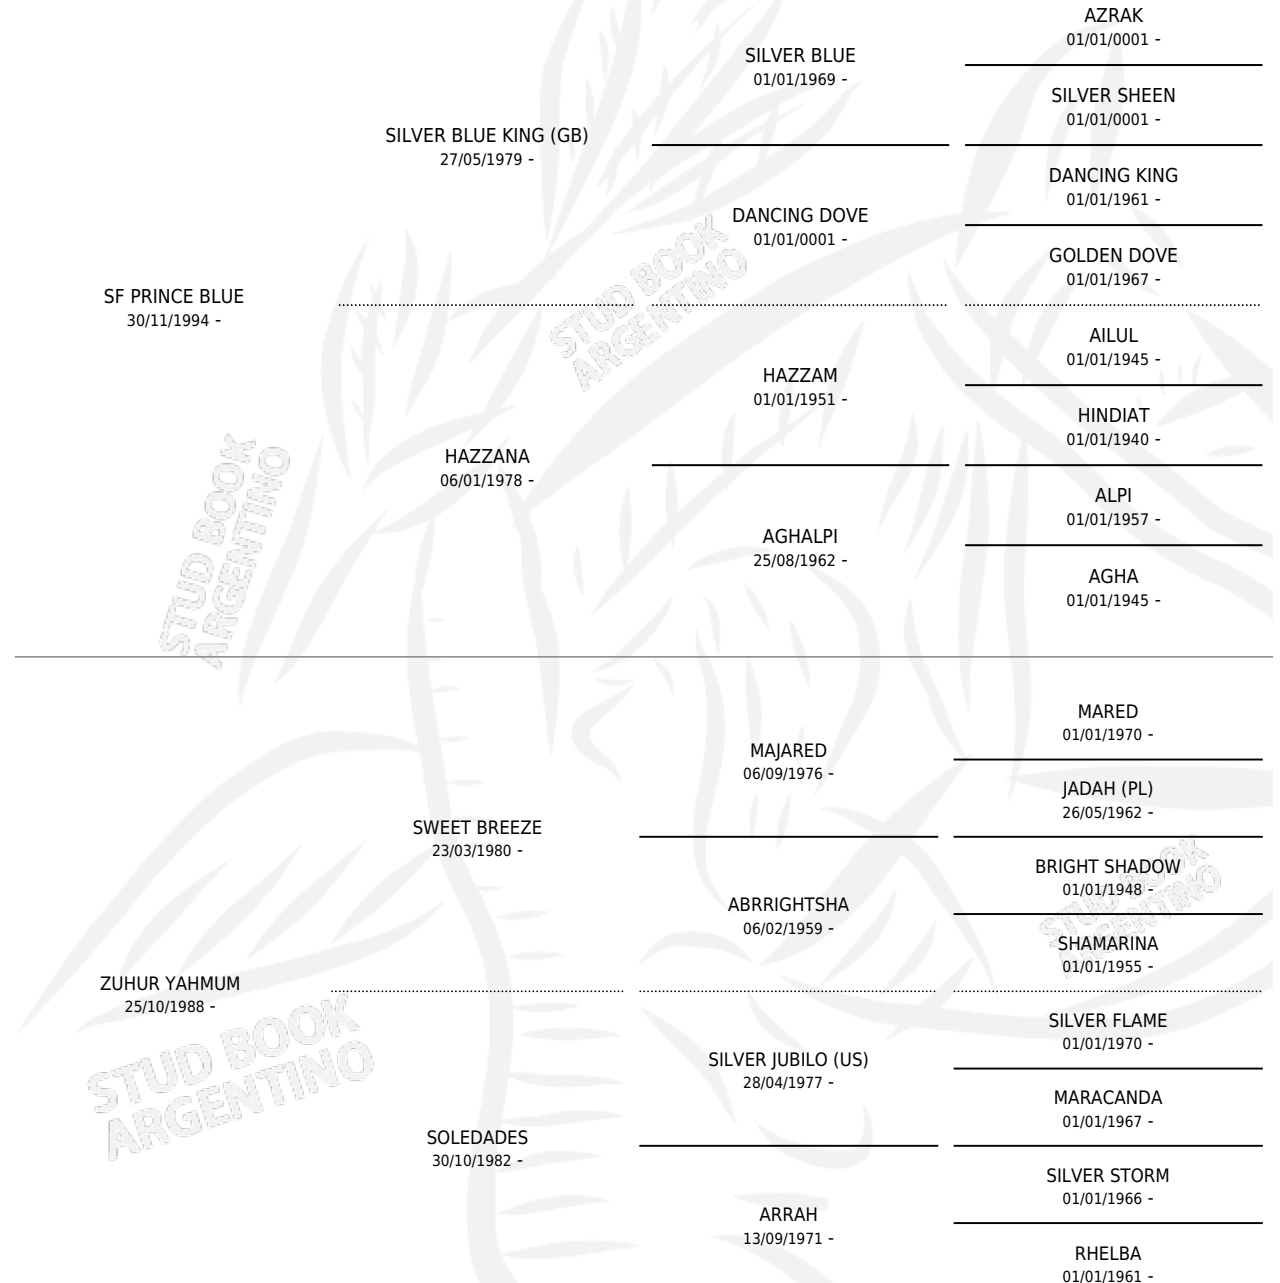 AZRAK
01/01/0001 -
SILVER BLUE
01/01/1969 -
SILVER SHEEN
01/01/0001 -
SILVER BLUE KING (GB)
27/05/1979 -
DANCING KING
01/01/1961 -
DANCING DOVE
01/01/0001 -
GOLDEN DOVE
01/01/1967 -
SF PRINCE BLUE
30/11/1994 -
AILUL
01/01/1945 -
HAZZAM
01/01/1951 -
HINDIAT
01/01/1940 -
HAZZANA
06/01/1978 -
ALPI
01/01/1957 -
AGHALPI
25/08/1962 -
AGHA
01/01/1945 -
STUD BOOK
ARGENTINO
STUD BOOK
ARGENTINO
MARED
01/01/1970 -
MAJARED
06/09/1976 -
JADAH (PL)
26/05/1962 -
SWEET BREEZE
23/03/1980 -
BRIGHT SHADOW
01/01/1948 -
ABRRIGHTSHA
06/02/1959 -
SHAMARINA
01/01/1955 -
ZUHUR YAHMUM
25/10/1988 -
SILVER FLAME
01/01/1970 -
SILVER JUBILO (US)
28/04/1977 -
MARACANDA
01/01/1967 -
SOLEDADES
30/10/1982 -
SILVER STORM
01/01/1966 -
ARRAH
13/09/1971 -
RHELBA
01/01/1961 -
STUD BOOK
ARGENTINO
STUD BOOK
ARGENTINO